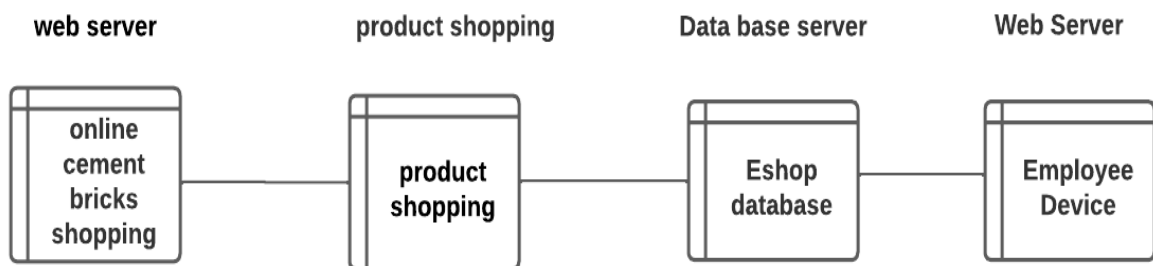 web server
product shopping
Data base server
Web Server
online
cement
bricks
shopping
product
shopping
Eshop
database
Employee
Device